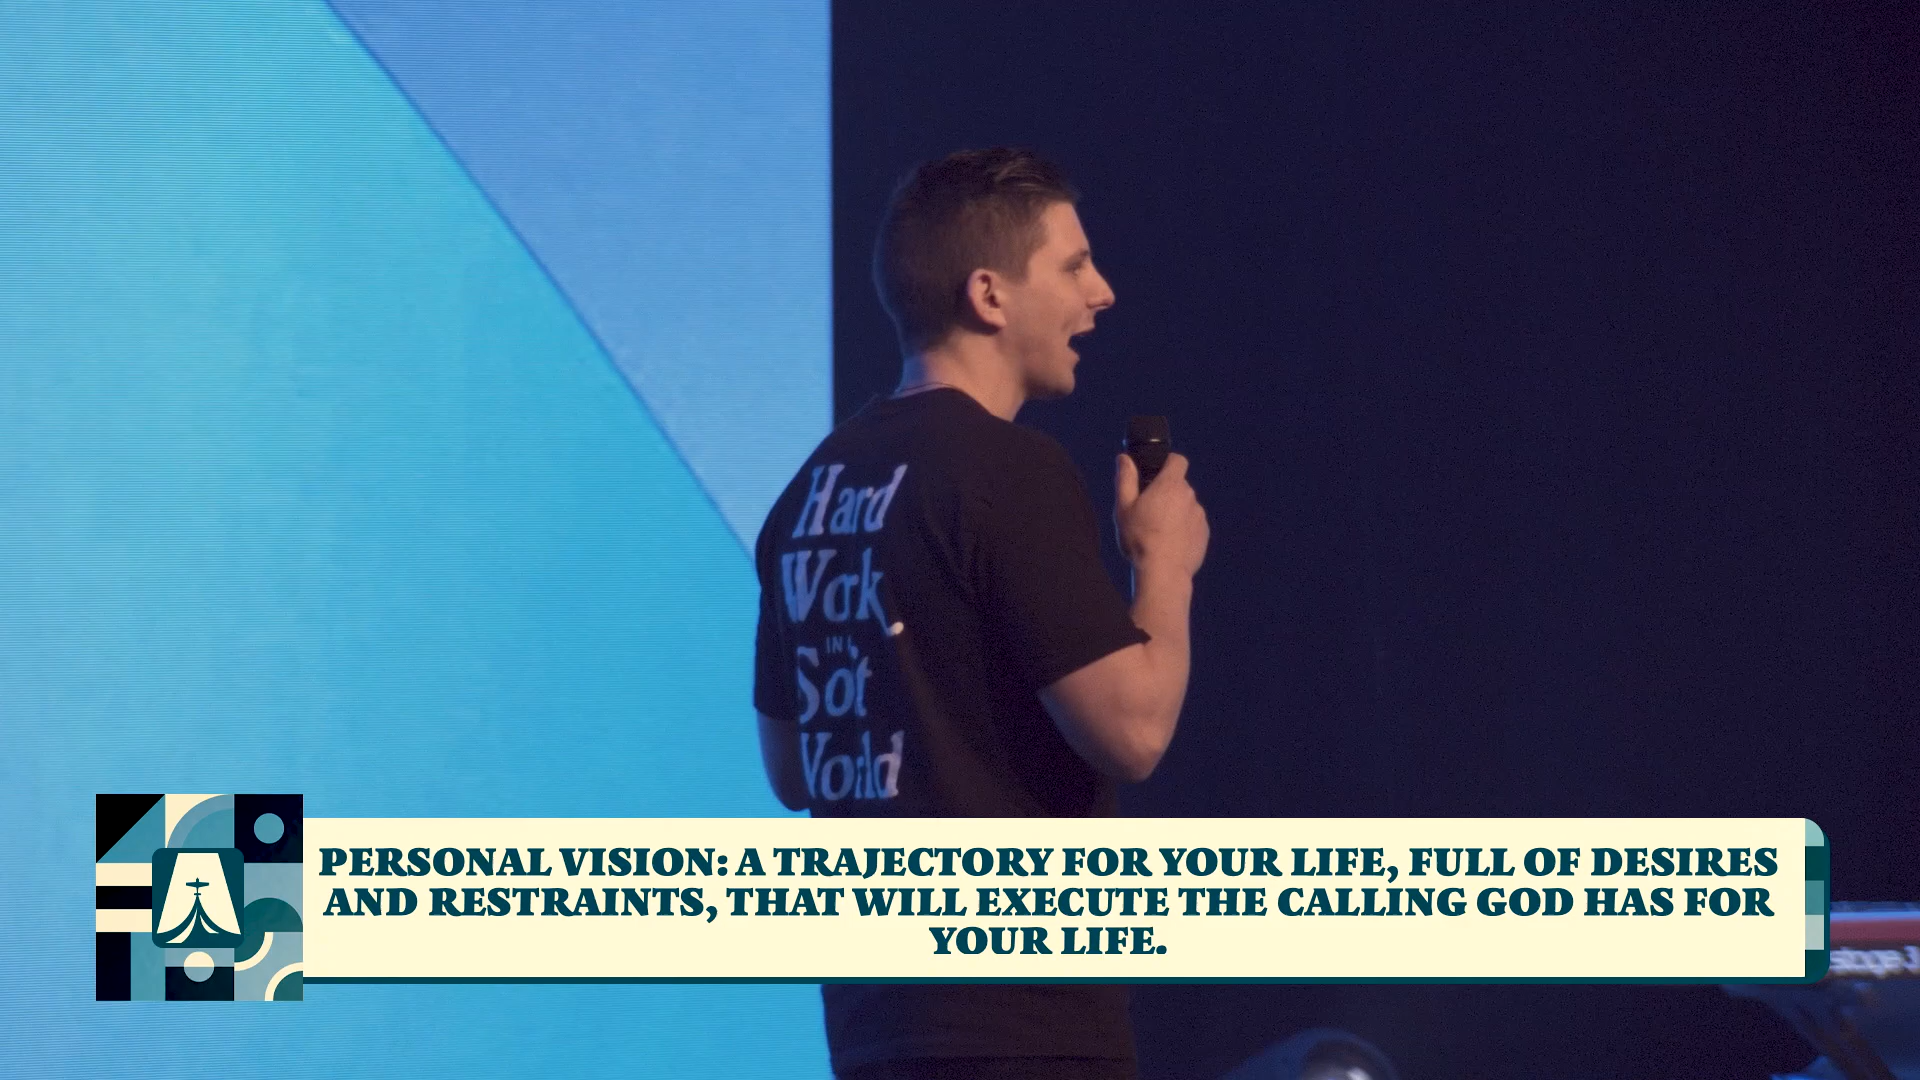 Hard
Work
IN
Soft
World
PERSONAL VISION: A TRAJECTORY FOR YOUR LIFE, FULL OF DESIRES
AND RESTRAINTS, THAT WILL EXECUTE THE CALLING GOD HAS FOR
YOUR LIFE.
stage